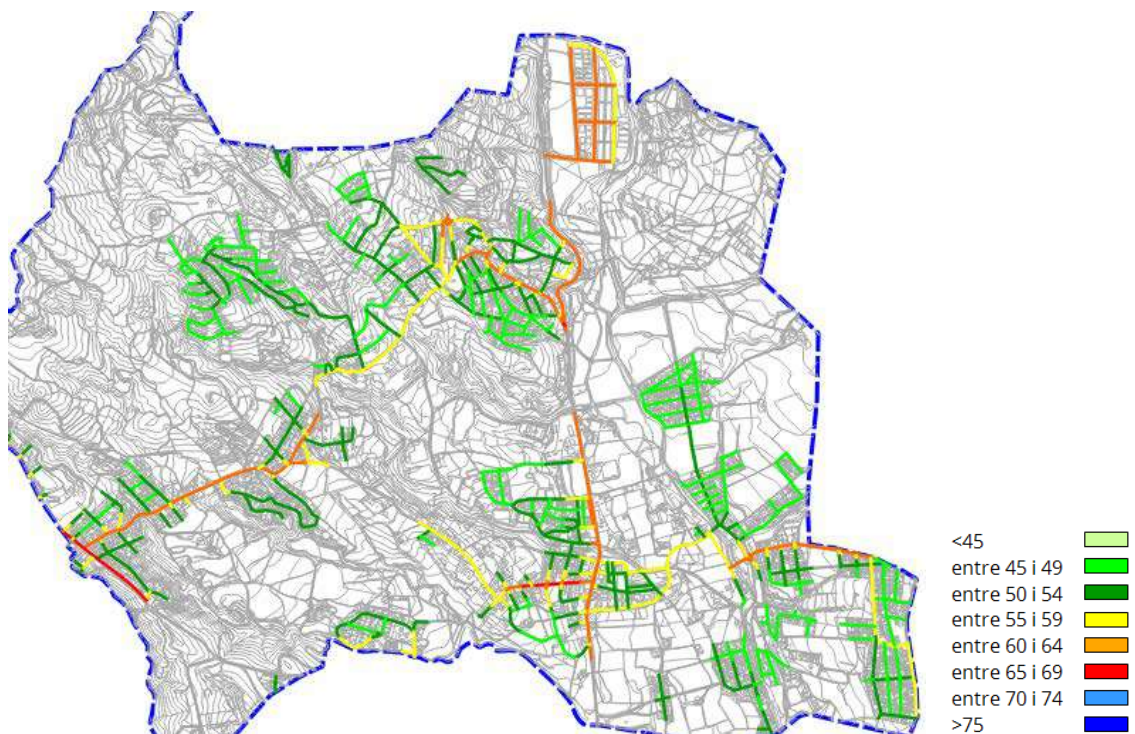 <45
entre 45 i 49
entre 50 i 54
entre 55 i 59
entre 60 i 64
entre 65 i 69
entre 70 i 74
>75